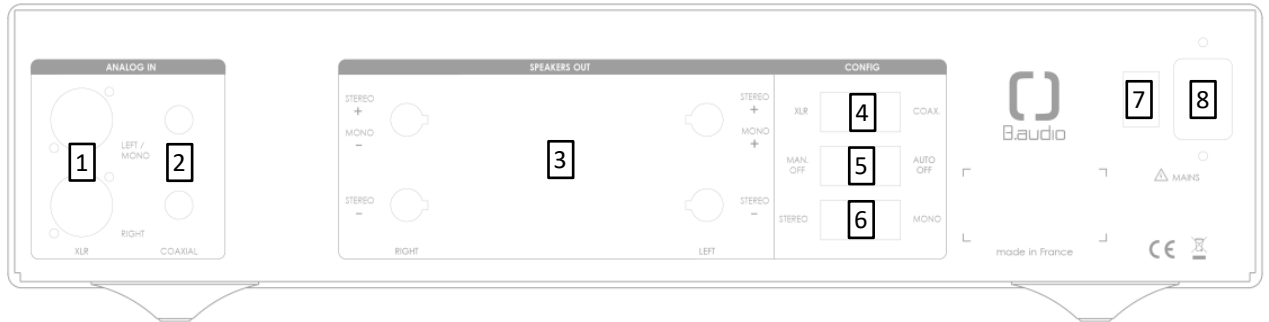 ANALOG IN
1
2
LEFT /
MONO
RIGHT
XLR
COAXIAL
SPEAKERS OUT
STEREO
+
MONO
−
STEREO
−
RIGHT
3
STEREO
+
MONO
+
STEREO
−
LEFT
CONFIG
XLR
4
COAX.
MAN.
OFF
5
AUTO
OFF
STEREO
6
MONO
B.audio
made in France
7
8
MAINS
CE